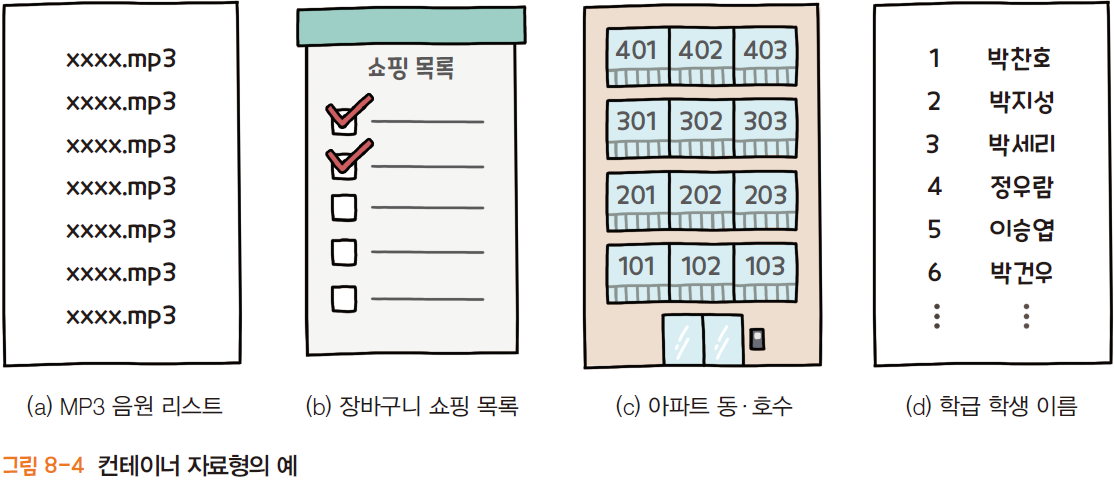 xxxx.mp3
xxxx.mp3
xxxx.mp3
xxxx.mp3
xxxx.mp3
xxxx.mp3
xxxx.mp3
(a) MP3 음원 리스트
쇼핑 목록
(b) 장바구니 쇼핑 목록
401 402 403
301 302 303
201 202 203
101 102 103
(c) 아파트 동·호수
1 박찬호
2 박지성
3 박세리
4 정우람
5 이승엽
6 박건우
⋮ ⋮
(d) 학급 학생 이름
그림 8-4 컨테이너 자료형의 예